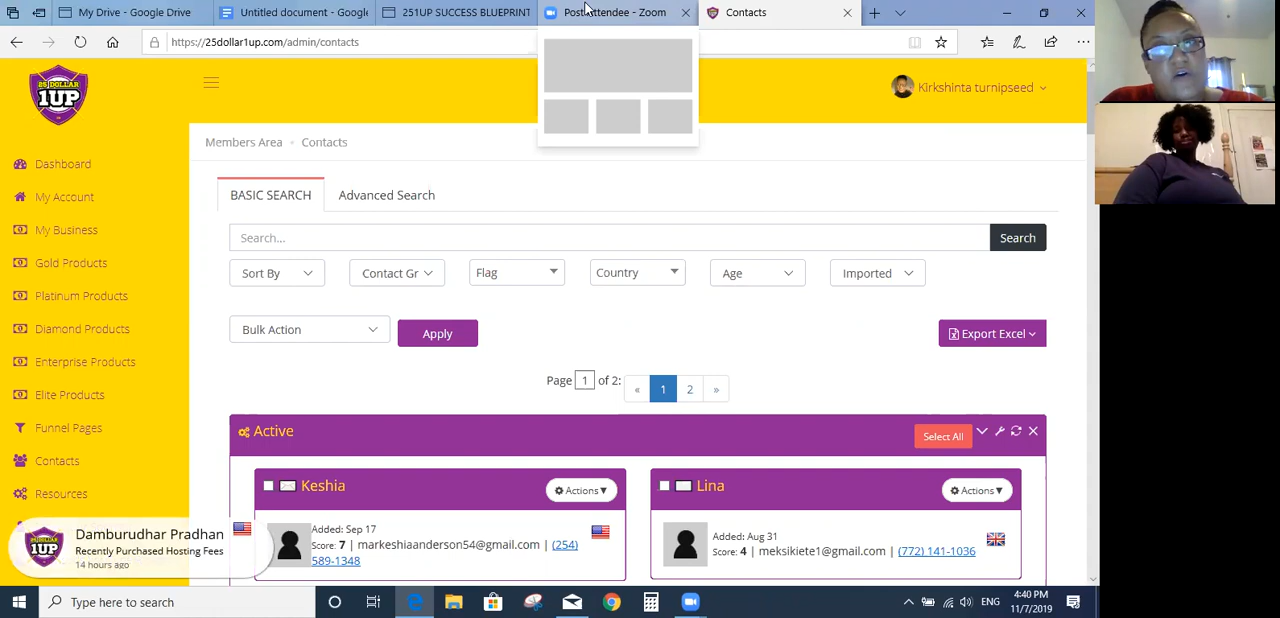 My Drive - Google Drive
Untitled document - Googl
251UP SUCCESS BLUEPRINT
Post Attendee - Zoom
Contacts
https://25dollar1up.com/admin/contacts
25 DOLLAR
1UP
Kirkshinta turnipseed
Members Area
Contacts
Dashboard
My Account
My Business
Gold Products
Platinum Products
Diamond Products
Enterprise Products
Elite Products
Funnel Pages
Contacts
Resources
BASIC SEARCH
Advanced Search
Search...
Search
Sort By
Contact Gr
Flag
Country
Age
Imported
Bulk Action
Apply
Export Excel
Page 1 of 2:
«
1
2
»
Active
Select All
Keshia
Actions▼
Added: Sep 17
Score: 7 | markeshiaanderson54@gmail.com | (254)
589-1348
Lina
Actions▼
Added: Aug 31
Score: 4 | meksikiete1@gmail.com | (772) 141-1036
1UP
Damburudhar Pradhan
Recently Purchased Hosting Fees
14 hours ago
Type here to search
ENG
4:40 PM
11/7/2019